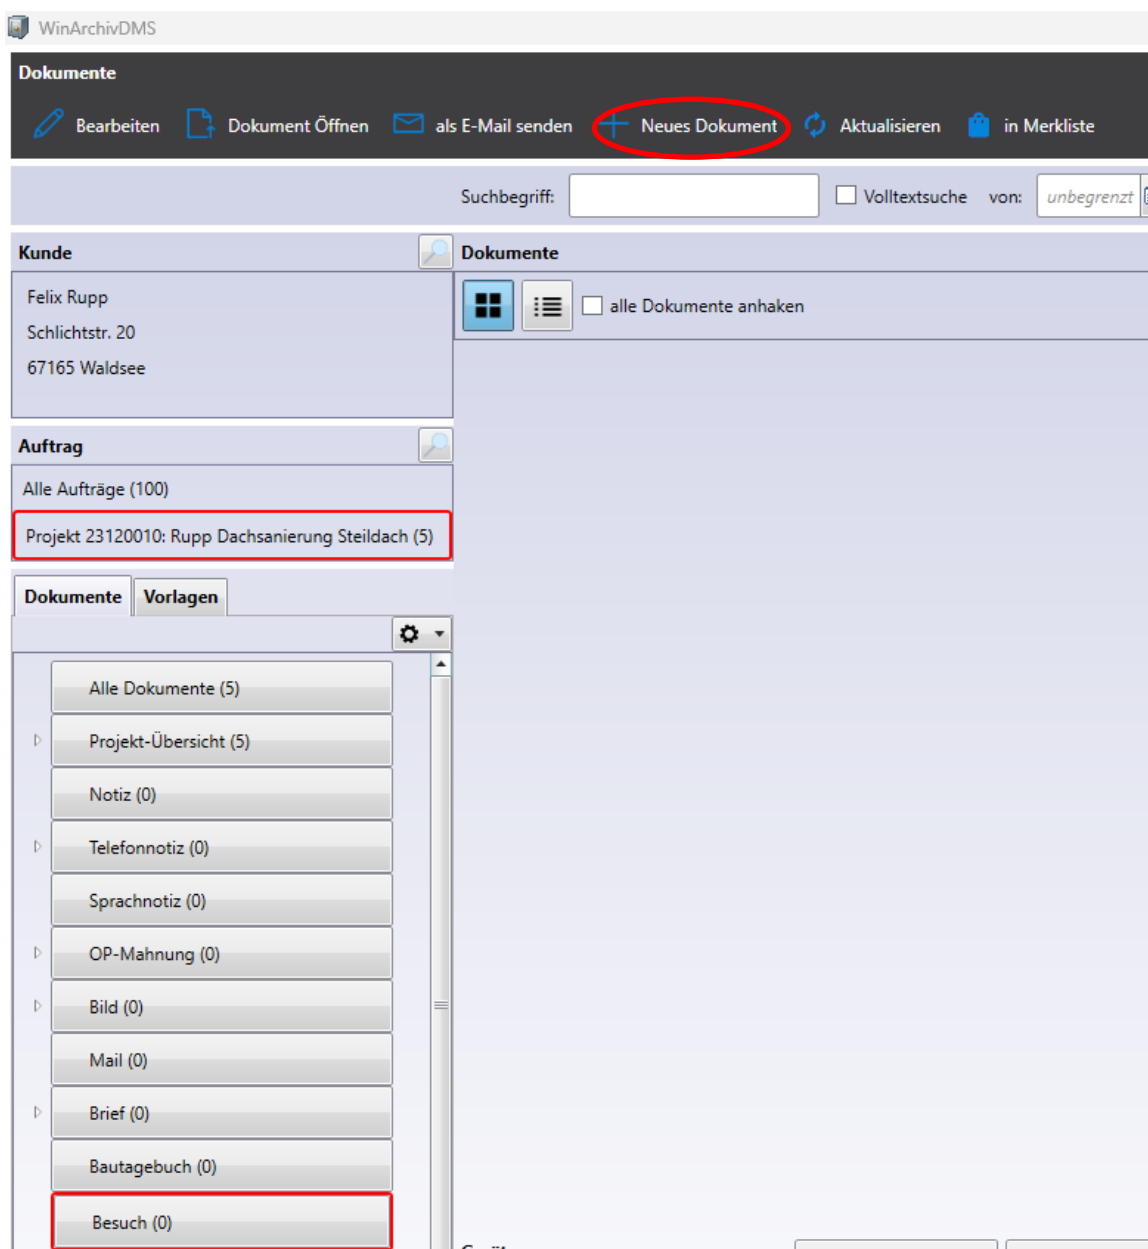 WinArchivDMS
Dokumente
Bearbeiten Dokument Öffnen als E-Mail senden Neues Dokument Aktualisieren in Merkliste
Suchbegriff: Volltextsuche von: unbegrenzt
Kunde
Felix Rupp
Schlichtstr. 20
67165 Waldsee
Dokumente
alle Dokumente anhaken
Auftrag
Alle Aufträge (100)
Projekt 23120010: Rupp Dachsanierung Steildach (5)
Dokumente Vorlagen
Alle Dokumente (5)
Projekt-Übersicht (5)
Notiz (0)
Telefonnotiz (0)
Sprachnotiz (0)
OP-Mahnung (0)
Bild (0)
Mail (0)
Brief (0)
Bautagebuch (0)
Besuch (0)